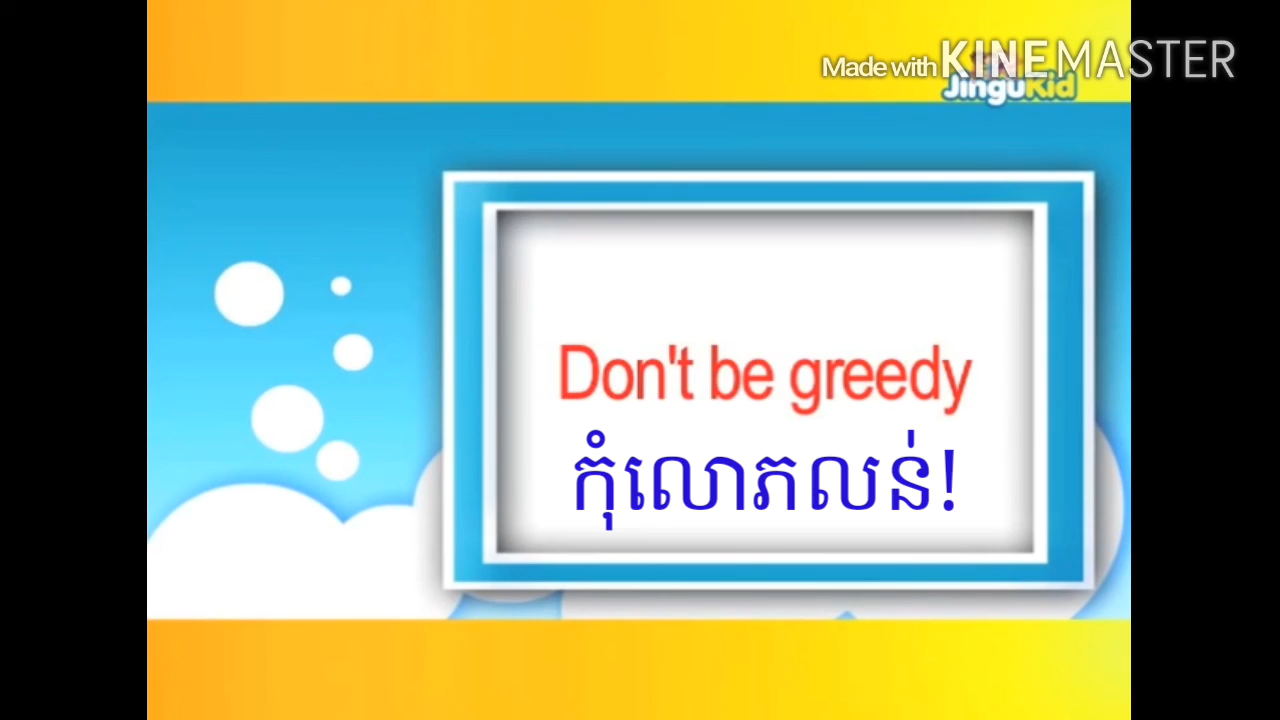 Made with KINEMASTER
JinguKid
Don't be greedy
កុំលោភលន់!